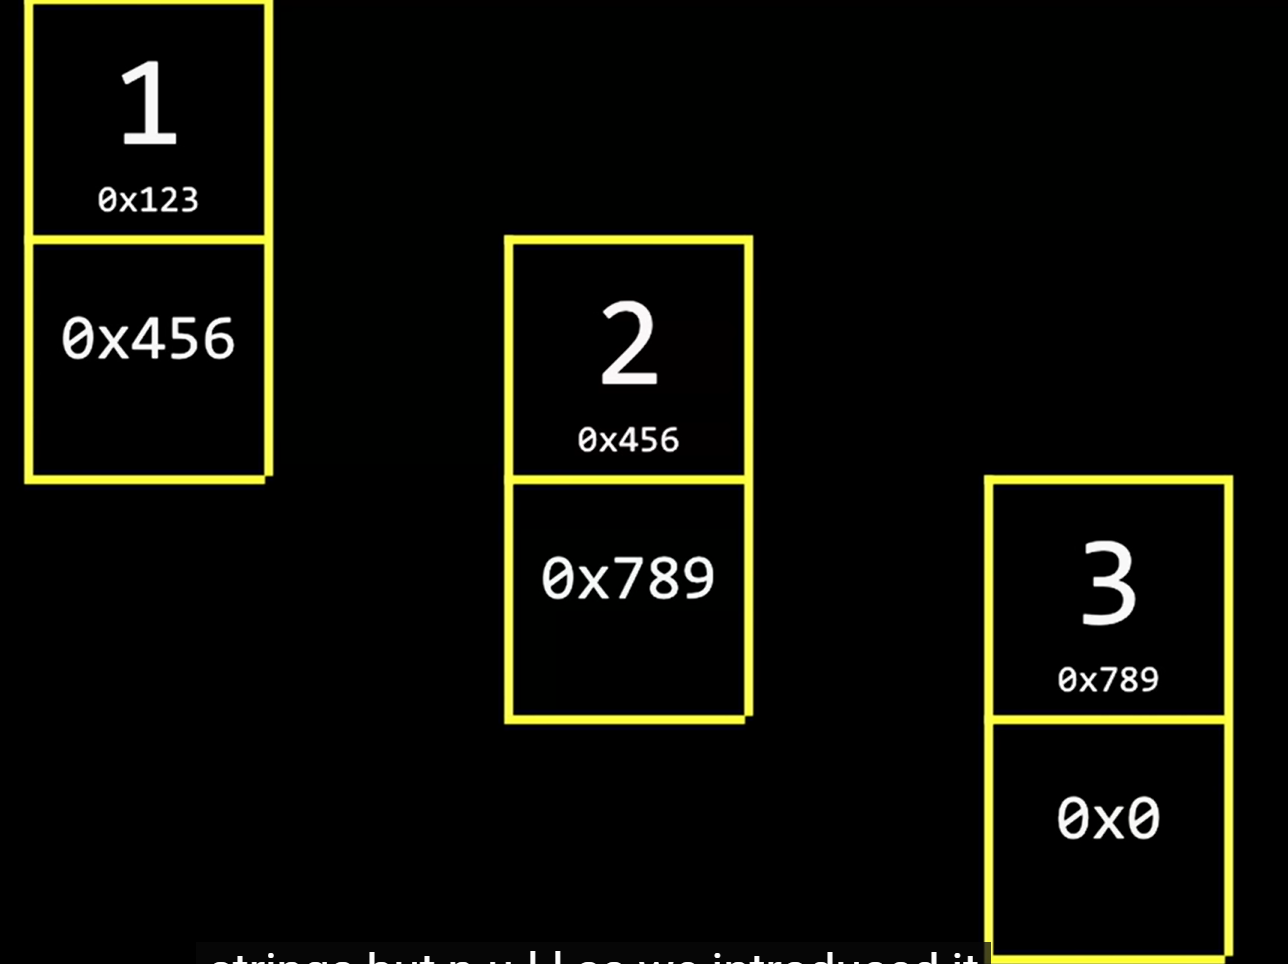 1
0x123
0x456
2
0x456
0x789
3
0x789
0x0
strings but n u l l as we introduced it